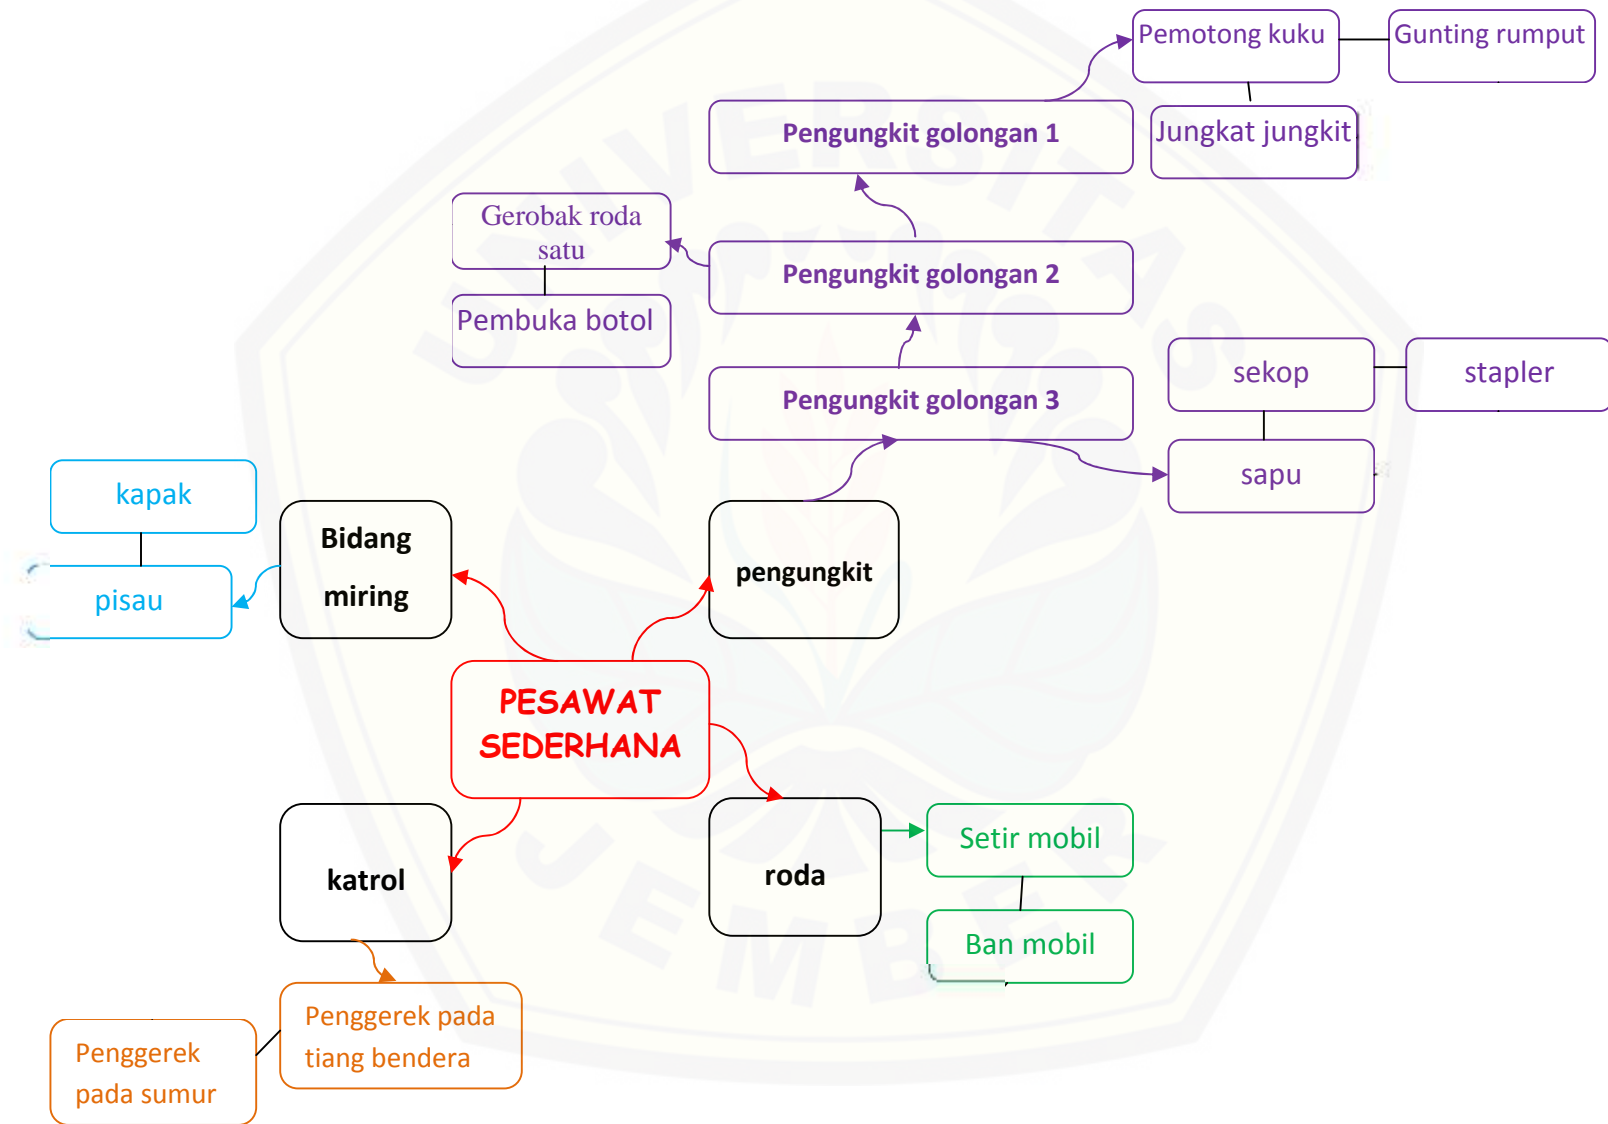 Pemotong kuku
Gunting rumput
Pengungkit golongan 1
Jungkat jungkit
Gerobak roda
satu
Pengungkit golongan 2
Pembuka botol
Pengungkit golongan 3
sekop
stapler
sapu
kapak
Bidang
miring
pengungkit
pisau
PESAWAT
SEDERHANA
katrol
roda
Setir mobil
Ban mobil
Penggerek pada
tiang bendera
Penggerek
pada sumur
UNIVERSITAS
JEMBER